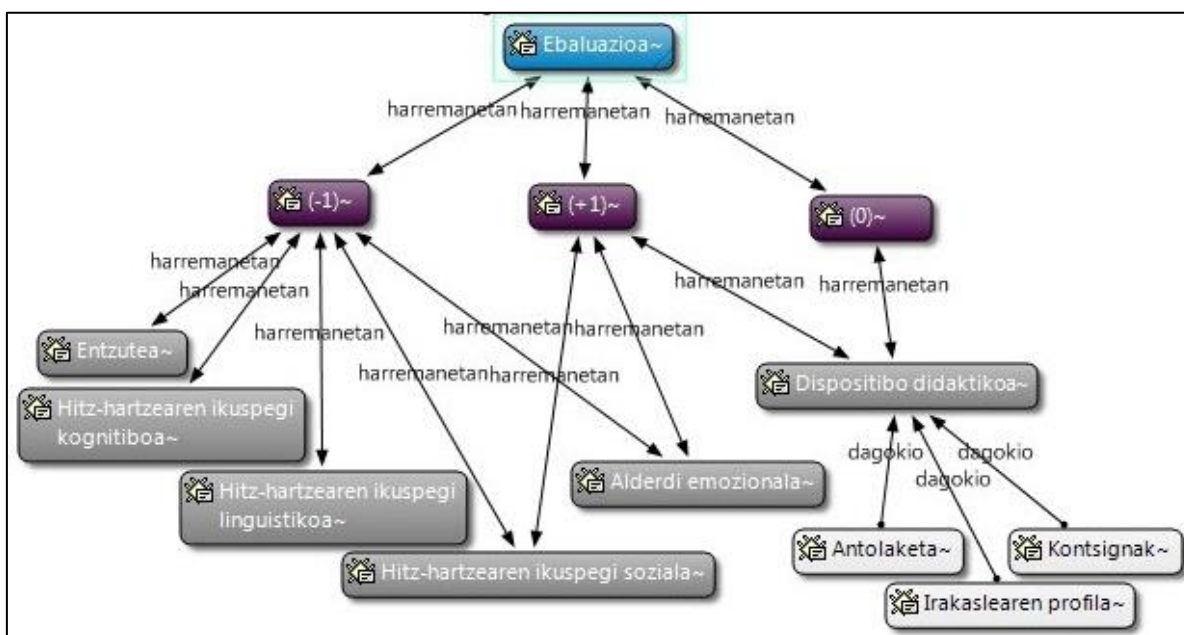 Ebaluazioa~
harremanetan
harremanetan
harremanetan
(-1)~
(+1)~
(0)~
harremanetan
harremanetan
harremanetan
harremanetan
harremanetan
harremanetan
harremanetan
harremanetan
harremanetan
Entzutea~
Dispositibo didaktikoa~
Hitz-hartzearen ikuspegi
kognitiboa~
Hitz-hartzearen ikuspegi
linguistikoa~
Alderdi emozionala~
Hitz-hartzearen ikuspegi soziala~
dagokio
dagokio
dagokio
Antolaketa~
Kontsignak~
Irakaslearen profila~